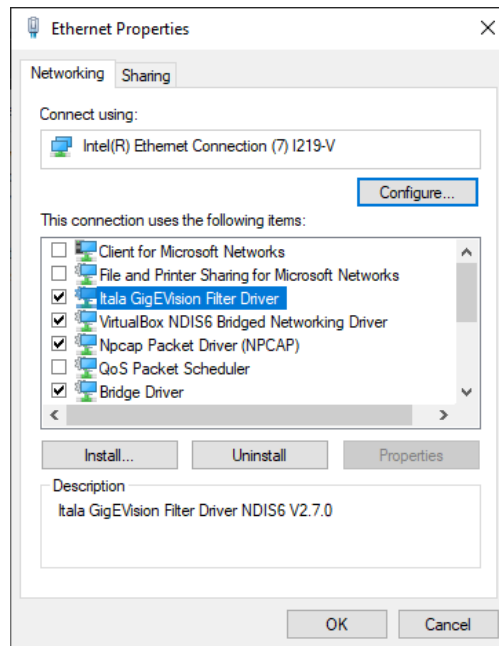 Ethernet Properties
Networking
Sharing
Connect using:
Intel(R) Ethernet Connection (7) I219-V
Configure...
This connection uses the following items:
Client for Microsoft Networks
File and Printer Sharing for Microsoft Networks
Itala GigEVision Filter Driver
VirtualBox NDIS6 Bridged Networking Driver
Npcap Packet Driver (NPCAP)
QoS Packet Scheduler
Bridge Driver
Install...
Uninstall
Properties
Description
Itala GigEVision Filter Driver NDIS6 V2.7.0
OK
Cancel